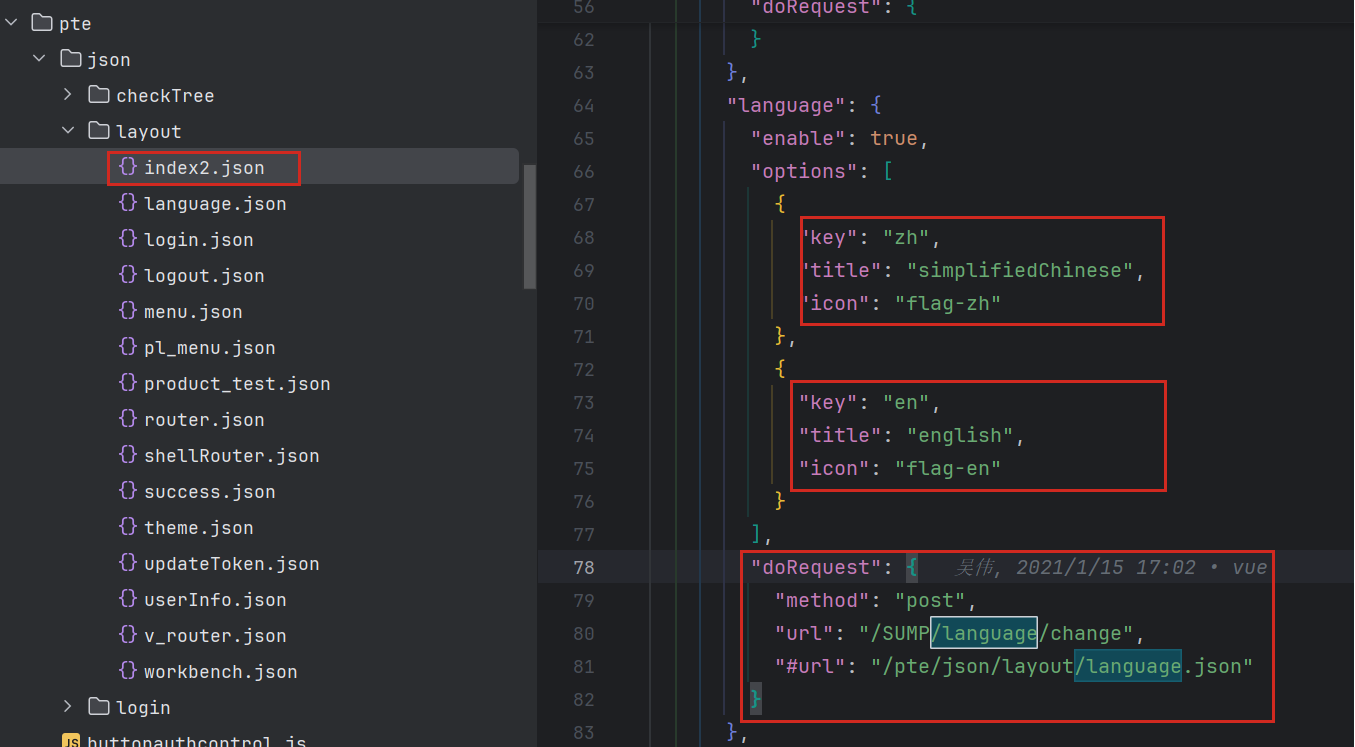 pte
json
checkTree
layout
index2.json
language.json
login.json
logout.json
menu.json
pl_menu.json
product_test.json
router.json
shellRouter.json
success.json
theme.json
updateToken.json
userInfo.json
v_router.json
workbench.json
login
JS buttonauthcontrol.js
56 "doRequest": {
62 }
63 },
64 "language": {
65 "enable": true,
66 "options": [
67 {
68 "key": "zh",
69 "title": "simplifiedChinese",
70 "icon": "flag-zh"
71 },
72 {
73 "key": "en",
74 "title": "english",
75 "icon": "flag-en"
76 }
77 ],
78 "doRequest": { 吴伟, 2021/1/15 17:02 • vue
79 "method": "post",
80 "url": "/SUMP/language/change",
81 "#url": "/pte/json/layout/language.json"
82 }
83 },